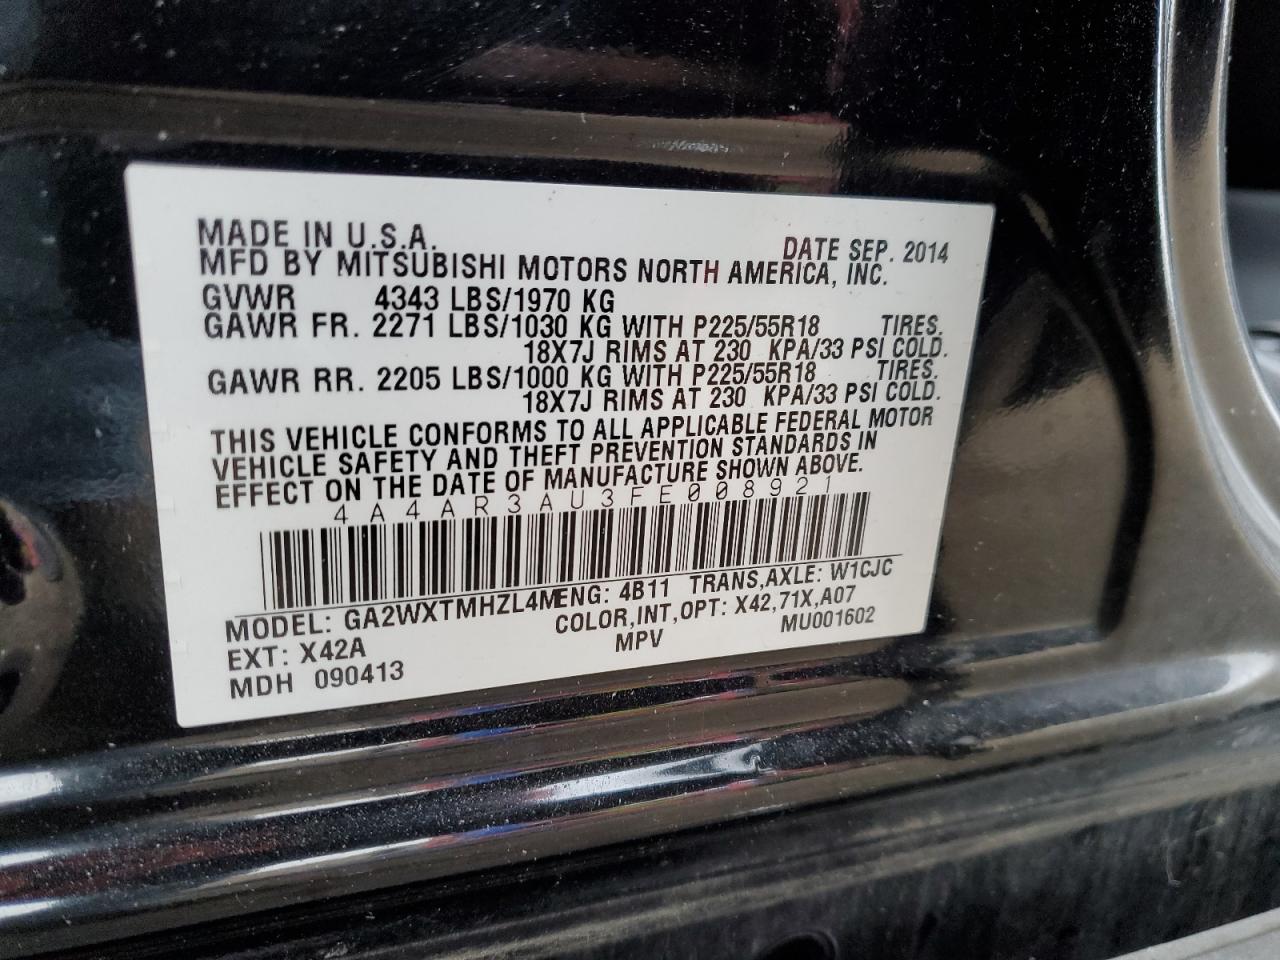 MADE IN U.S.A. DATE SEP. 2014
MFD BY MITSUBISHI MOTORS NORTH AMERICA, INC.
GVWR 4343 LBS/1970 KG
GAWR FR. 2271 LBS/1030 KG WITH P225/55R18 TIRES.
18X7J RIMS AT 230 KPA/33 PSI COLD.
GAWR RR. 2205 LBS/1000 KG WITH P225/55R18 TIRES.
18X7J RIMS AT 230 KPA/33 PSI COLD.
THIS VEHICLE CONFORMS TO ALL APPLICABLE FEDERAL MOTOR
VEHICLE SAFETY AND THEFT PREVENTION STANDARDS IN
EFFECT ON THE DATE OF MANUFACTURE SHOWN ABOVE.
4A4AR3AU3FE008921
MODEL: GA2WXTMHZL4MENG: 4B11 TRANS,AXLE: W1CJC
EXT: X42A COLOR,INT,OPT: X42,71X,A07
MDH 090413 MPV MU001602